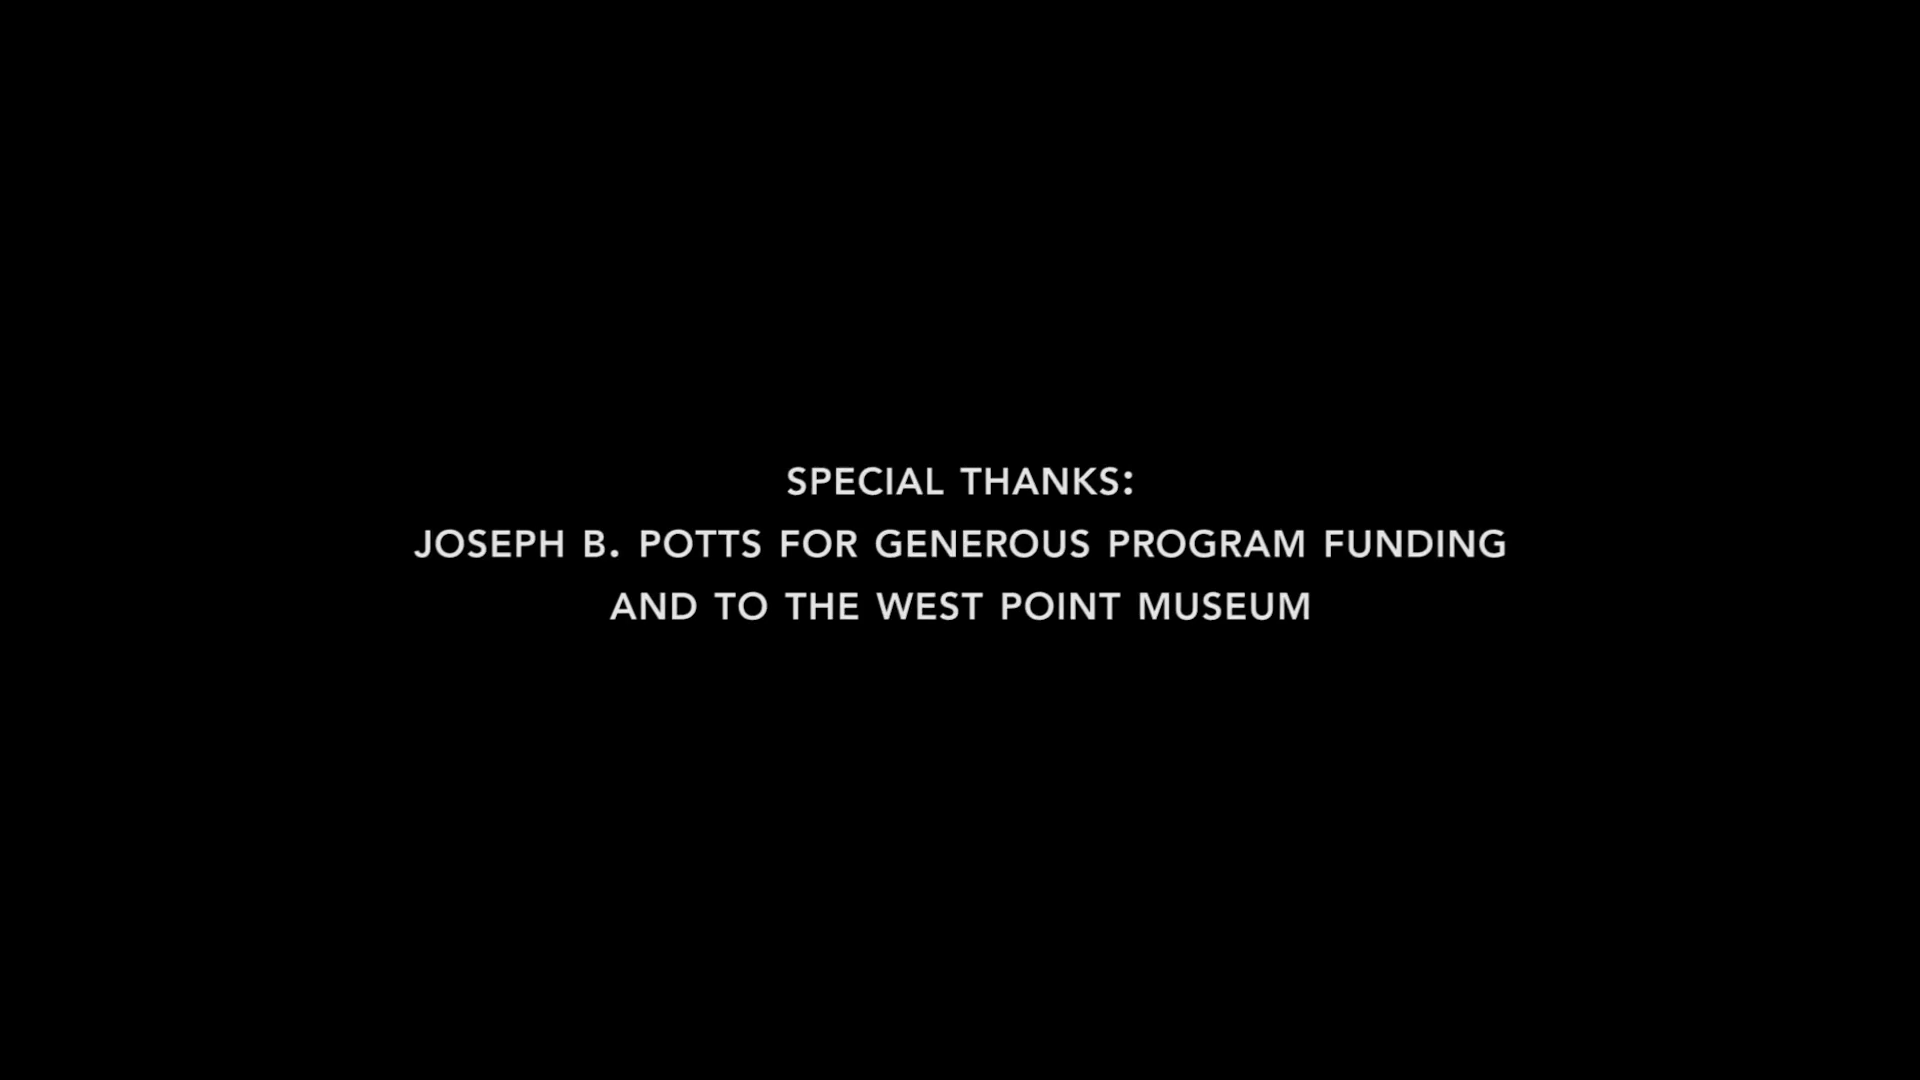 SPECIAL THANKS:
JOSEPH B. POTTS FOR GENEROUS PROGRAM FUNDING
AND TO THE WEST POINT MUSEUM